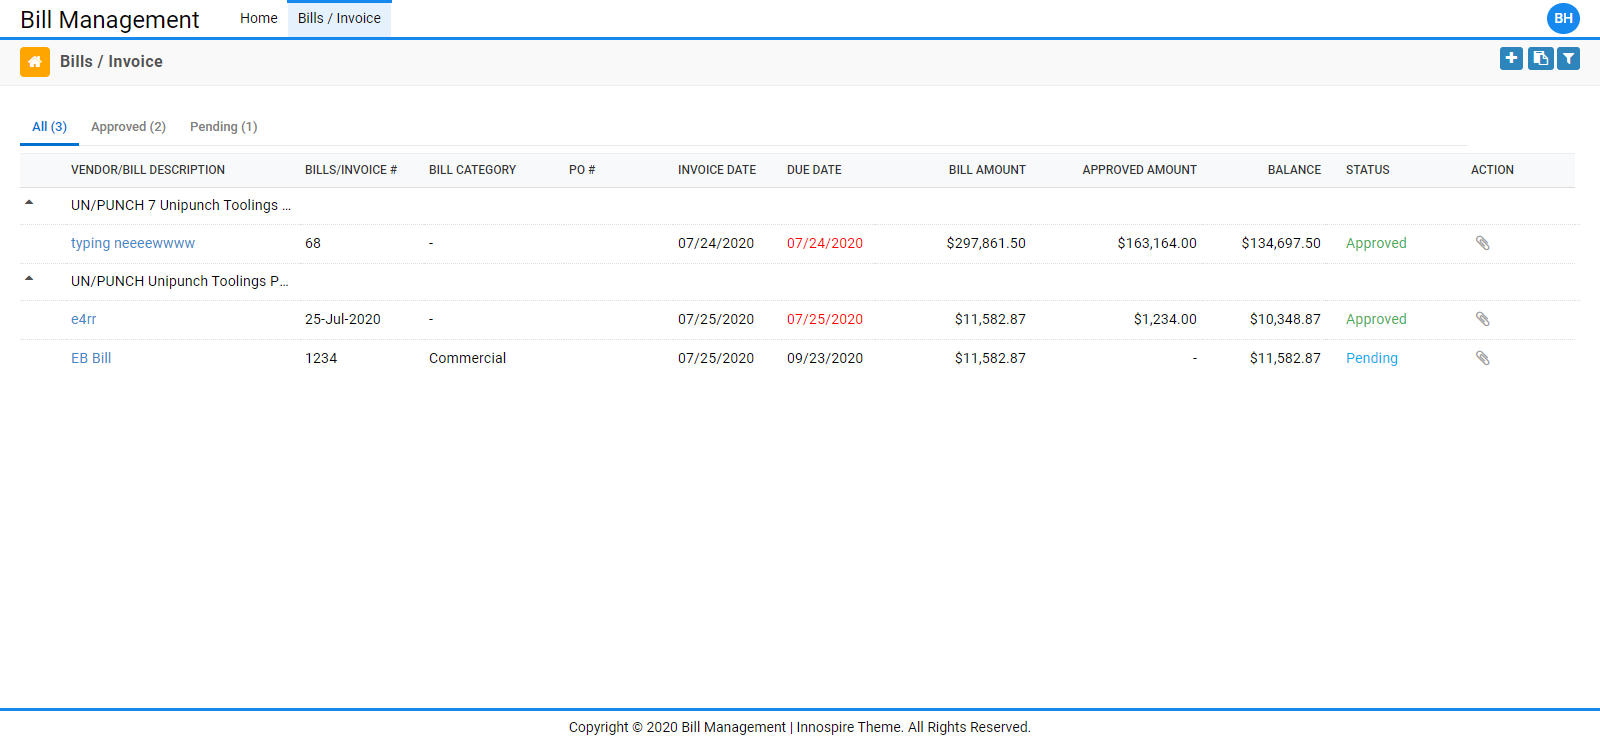 Bill Management Home Bills / Invoice BH
Bills / Invoice
All (3) Approved (2) Pending (1)
VENDOR/BILL DESCRIPTION BILLS/INVOICE # BILL CATEGORY PO # INVOICE DATE DUE DATE BILL AMOUNT APPROVED AMOUNT BALANCE STATUS ACTION
UN/PUNCH 7 Unipunch Toolings ...
typing neeeewwww 68 - 07/24/2020 07/24/2020 $297,861.50 $163,164.00 $134,697.50 Approved
UN/PUNCH Unipunch Toolings P...
e4rr 25-Jul-2020 - 07/25/2020 07/25/2020 $11,582.87 $1,234.00 $10,348.87 Approved
EB Bill 1234 Commercial 07/25/2020 09/23/2020 $11,582.87 - $11,582.87 Pending
Copyright © 2020 Bill Management | Innospire Theme. All Rights Reserved.